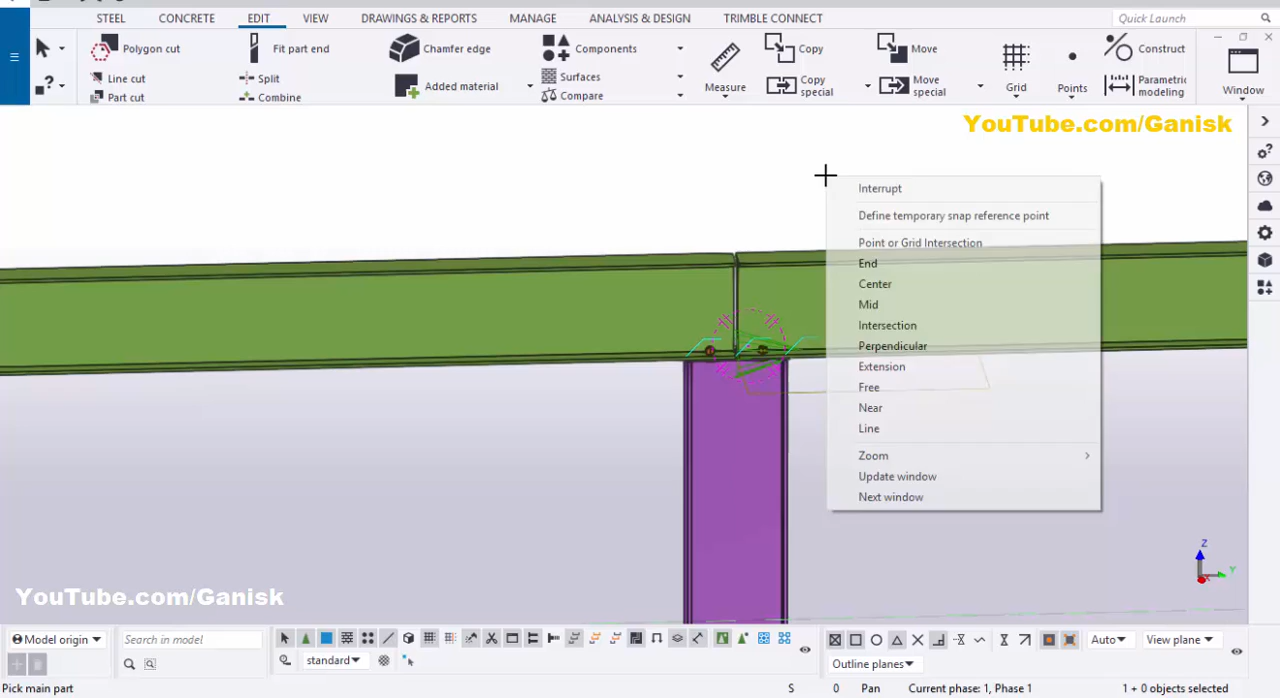 STEEL CONCRETE EDIT VIEW DRAWINGS & REPORTS MANAGE ANALYSIS & DESIGN TRIMBLE CONNECT Quick Launch
Polygon cut Fit part end Chamfer edge Components Copy Move Construct
Line cut Split Added material Surfaces Measure Copy special Move special Grid Points Parametric modeling Window
Part cut Combine Compare
YouTube.com/Ganisk
Interrupt
Define temporary snap reference point
Point or Grid Intersection
End
Center
Mid
Intersection
Perpendicular
Extension
Free
Near
Line
Zoom
Update window
Next window
Z
Y
YouTube.com/Ganisk
Model origin Search in model Auto View plane
standard Outline planes
Pick main part S 0 Pan Current phase: 1, Phase 1 1 + 0 objects selected